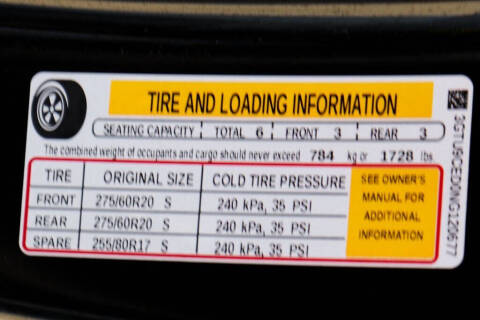 TIRE AND LOADING INFORMATION
SEATING CAPACITY TOTAL 6 FRONT 3 REAR 3
The combined weight of occupants and cargo should never exceed 784 kg or 1728 lbs
TIRE ORIGINAL SIZE COLD TIRE PRESSURE
FRONT 275/60R20 S 240 kPa, 35 PSI
REAR 275/60R20 S 240 kPa, 35 PSI
SPARE 255/80R17 S 240 kPa, 35 PSI
SEE OWNER'S
MANUAL FOR
ADDITIONAL
INFORMATION
3GTU9CED0NG120677